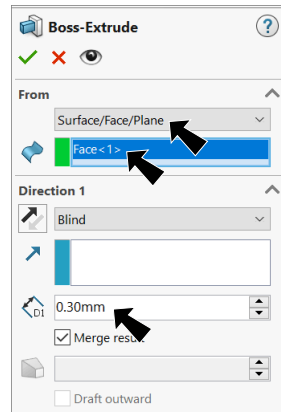 Boss-Extrude
?
From
Surface/Face/Plane
Face<1>
Direction 1
Blind
D1
0.30mm
Merge result
Draft outward